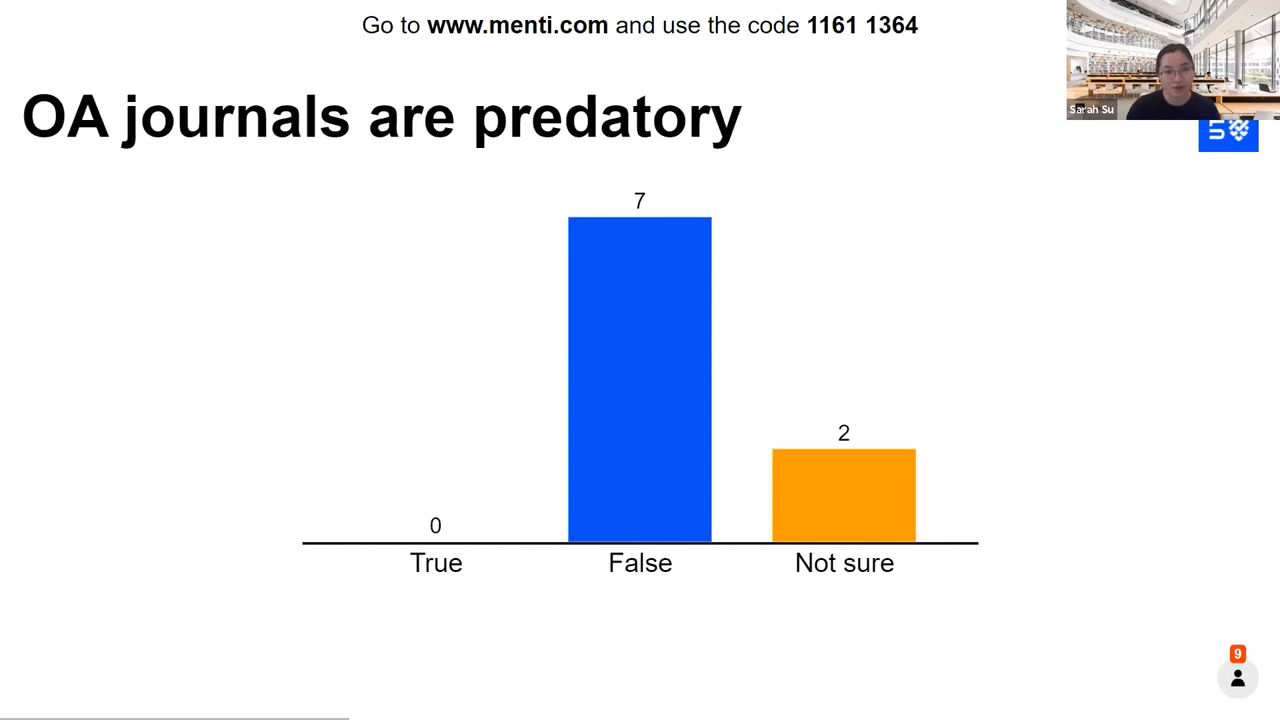 Go to www.menti.com and use the code 1161 1364
Sarah Su
OA journals are predatory
7
2
0
True
False
Not sure
9